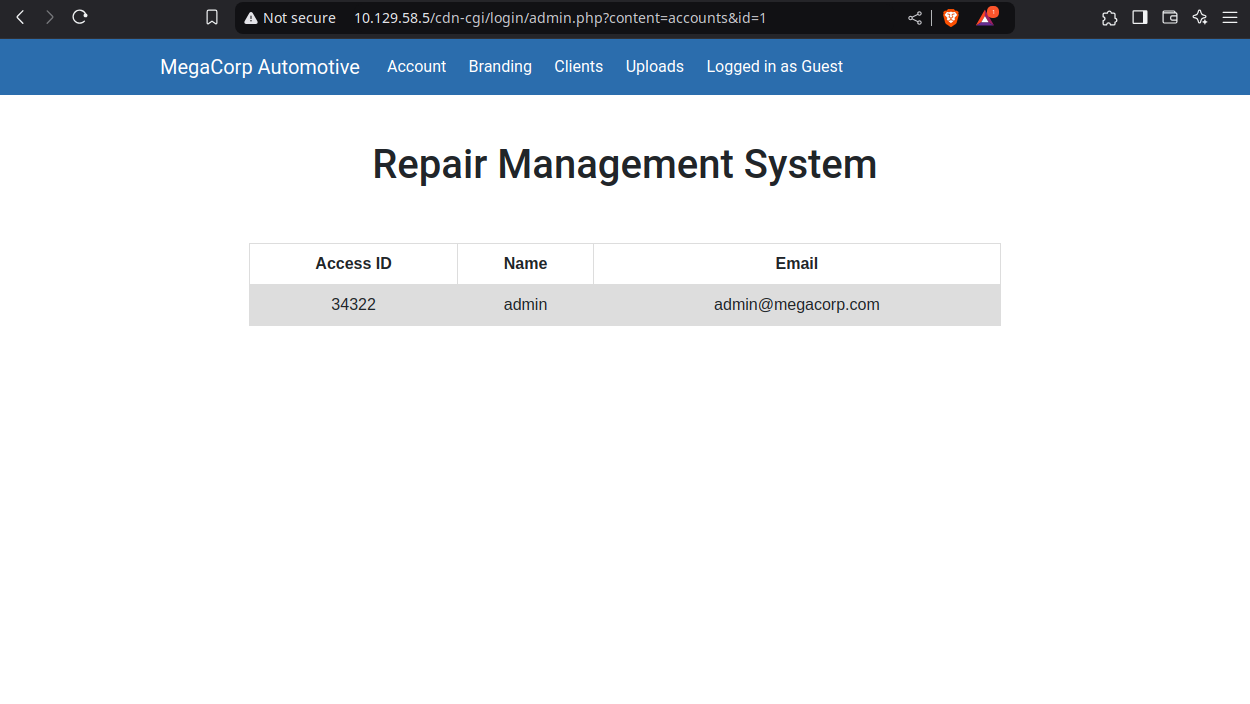 Not secure 10.129.58.5/cdn-cgi/login/admin.php?content=accounts&id=1
MegaCorp Automotive Account Branding Clients Uploads Logged in as Guest
Repair Management System
Access ID Name Email
34322 admin admin@megacorp.com